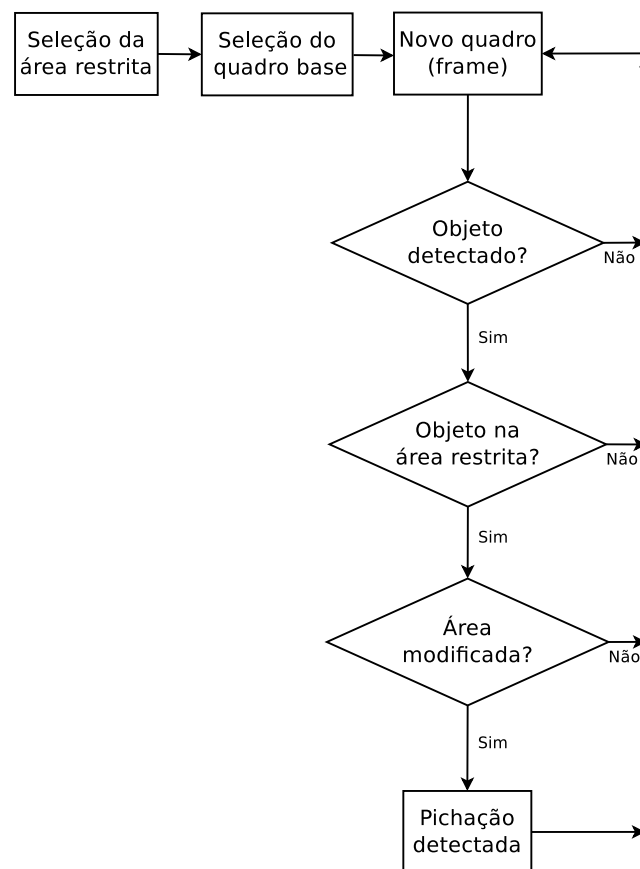 Seleção da
área restrita
Seleção do
quadro base
Novo quadro
(frame)
Objeto
detectado?
Não
Sim
Objeto na
área restrita?
Não
Sim
Área
modificada?
Não
Sim
Pichação
detectada